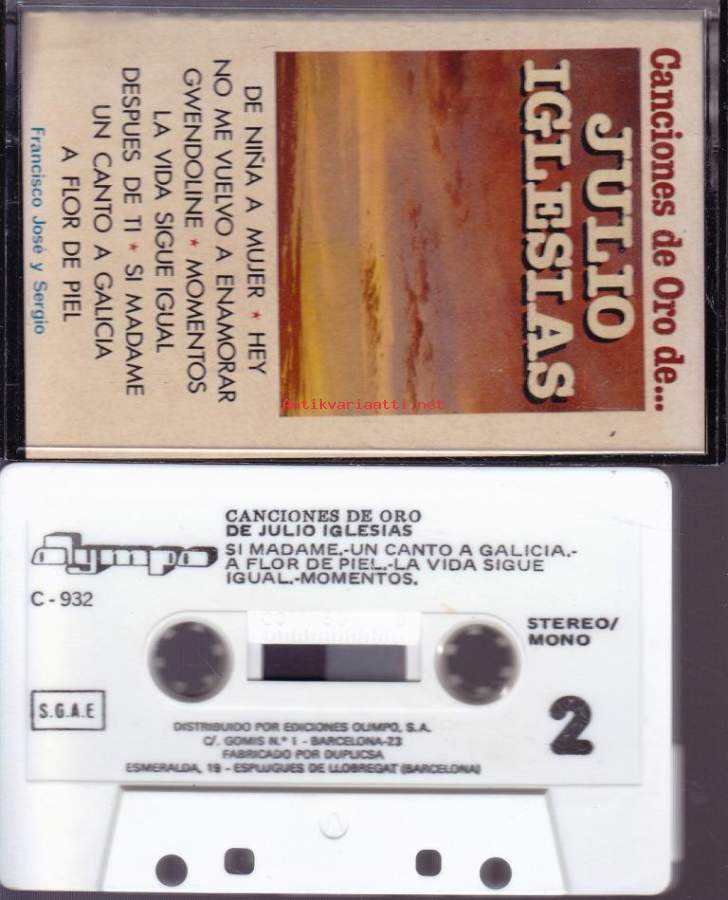 Canciones de Oro de...
JULIO
IGLESIAS
DE NIÑA A MUJER ★ HEY
NO ME VUELVO A ENAMORAR
GWENDOLINE ★ MOMENTOS
LA VIDA SIGUE IGUAL
DESPUES DE TI ★ SI MADAME
UN CANTO A GALICIA
A FLOR DE PIEL
Francisco José y Sergio
Antikvariaatti.net
olympo
CANCIONES DE ORO
DE JULIO IGLESIAS
SI MADAME.-UN CANTO A GALICIA.-
A FLOR DE PIEL.-LA VIDA SIGUE
IGUAL.-MOMENTOS.
C-932
STEREO/
MONO
S.G.A.E
2
DISTRIBUIDO POR EDICIONES OLIMPO, S.A.
C/. GOMIS N.º 1 - BARCELONA-23
FABRICADO POR DUPLICSA
ESMERALDA, 19 - ESPLUGUES DE LLOBREGAT (BARCELONA)